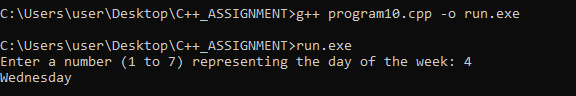 C:\Users\user\Desktop\C++_ASSIGNMENT>g++ program10.cpp -o run.exe
C:\Users\user\Desktop\C++_ASSIGNMENT>run.exe
Enter a number (1 to 7) representing the day of the week: 4
Wednesday